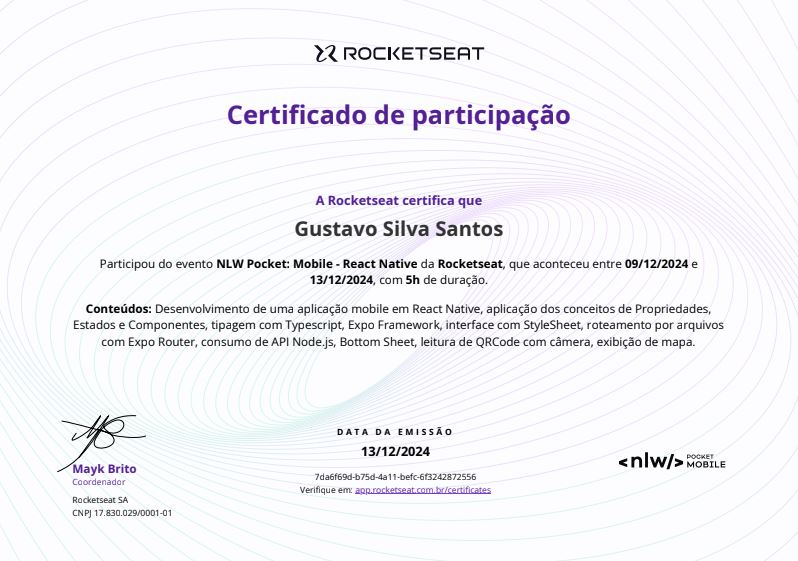 ROCKETSEAT
Certificado de participação
A Rocketseat certifica que
Gustavo Silva Santos
Participou do evento NLW Pocket: Mobile - React Native da Rocketseat, que aconteceu entre 09/12/2024 e
13/12/2024, com 5h de duração.
Conteúdos: Desenvolvimento de uma aplicação mobile em React Native, aplicação dos conceitos de Propriedades,
Estados e Componentes, tipagem com Typescript, Expo Framework, interface com StyleSheet, roteamento por arquivos
com Expo Router, consumo de API Node.js, Bottom Sheet, leitura de QRCode com câmera, exibição de mapa.
Mayk Brito
Coordenador
Rocketseat SA
CNPJ 17.830.029/0001-01
DATA DA EMISSÃO
13/12/2024
7da6f69d-b75d-4a11-befc-6f3242872556
Verifique em: app.rocketseat.com.br/certificates
<nlw/> POCKET
MOBILE